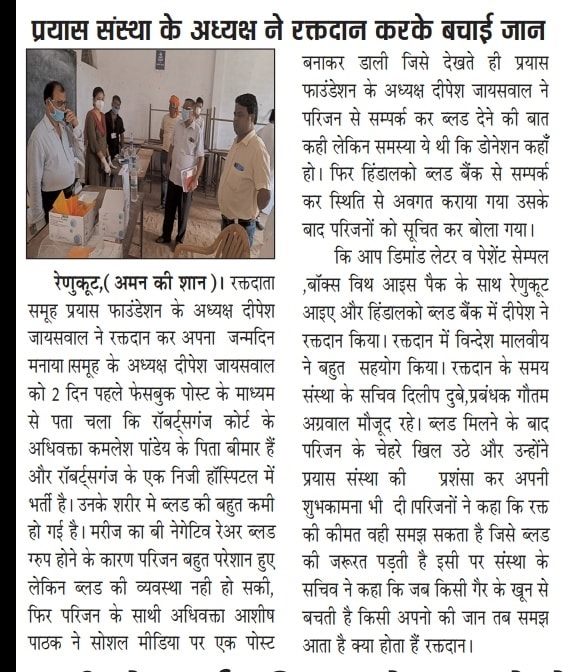 प्रयास संस्था के अध्यक्ष ने रक्तदान करके बचाई जान
रेणुकूट,( अमन की शान )। रक्तदाता
समूह प्रयास फाउंडेशन के अध्यक्ष दीपेश
जायसवाल ने रक्तदान कर अपना जन्मदिन
मनाया।समूह के अध्यक्ष दीपेश जायसवाल
को 2 दिन पहले फेसबुक पोस्ट के माध्यम
से पता चला कि रॉबर्ट्सगंज कोर्ट के
अधिवक्ता कमलेश पांडेय के पिता बीमार हैं
और रॉबर्ट्सगंज के एक निजी हॉस्पिटल में
भर्ती है। उनके शरीर मे ब्लड की बहुत कमी
हो गई है। मरीज का बी नेगेटिव रेअर ब्लड
ग्रुप होने के कारण परिजन बहुत परेशान हुए
लेकिन ब्लड की व्यवस्था नही हो सकी,
फिर परिजन के साथी अधिवक्ता आशीष
पाठक ने सोशल मीडिया पर एक पोस्ट
बनाकर डाली जिसे देखते ही प्रयास
फाउंडेशन के अध्यक्ष दीपेश जायसवाल ने
परिजन से सम्पर्क कर ब्लड देने की बात
कही लेकिन समस्या ये थी कि डोनेशन कहाँ
हो। फिर हिंडालको ब्लड बैंक से सम्पर्क
कर स्थिति से अवगत कराया गया उसके
बाद परिजनों को सूचित कर बोला गया।
कि आप डिमांड लेटर व पेशेंट सेम्पल
,बॉक्स विथ आइस पैक के साथ रेणुकूट
आइए और हिंडालको ब्लड बैंक में दीपेश ने
रक्तदान किया। रक्तदान में विन्देश मालवीय
ने बहुत सहयोग किया। रक्तदान के समय
संस्था के सचिव दिलीप दुबे,प्रबंधक गौतम
अग्रवाल मौजूद रहे। ब्लड मिलने के बाद
परिजन के चेहरे खिल उठे और उन्होंने
प्रयास संस्था की प्रशंसा कर अपनी
शुभकामना भी दी।परिजनों ने कहा कि रक्त
की कीमत वही समझ सकता है जिसे ब्लड
की जरूरत पड़ती है इसी पर संस्था के
सचिव ने कहा कि जब किसी गैर के खून से
बचती है किसी अपनो की जान तब समझ
आता है क्या होता हैं रक्तदान।